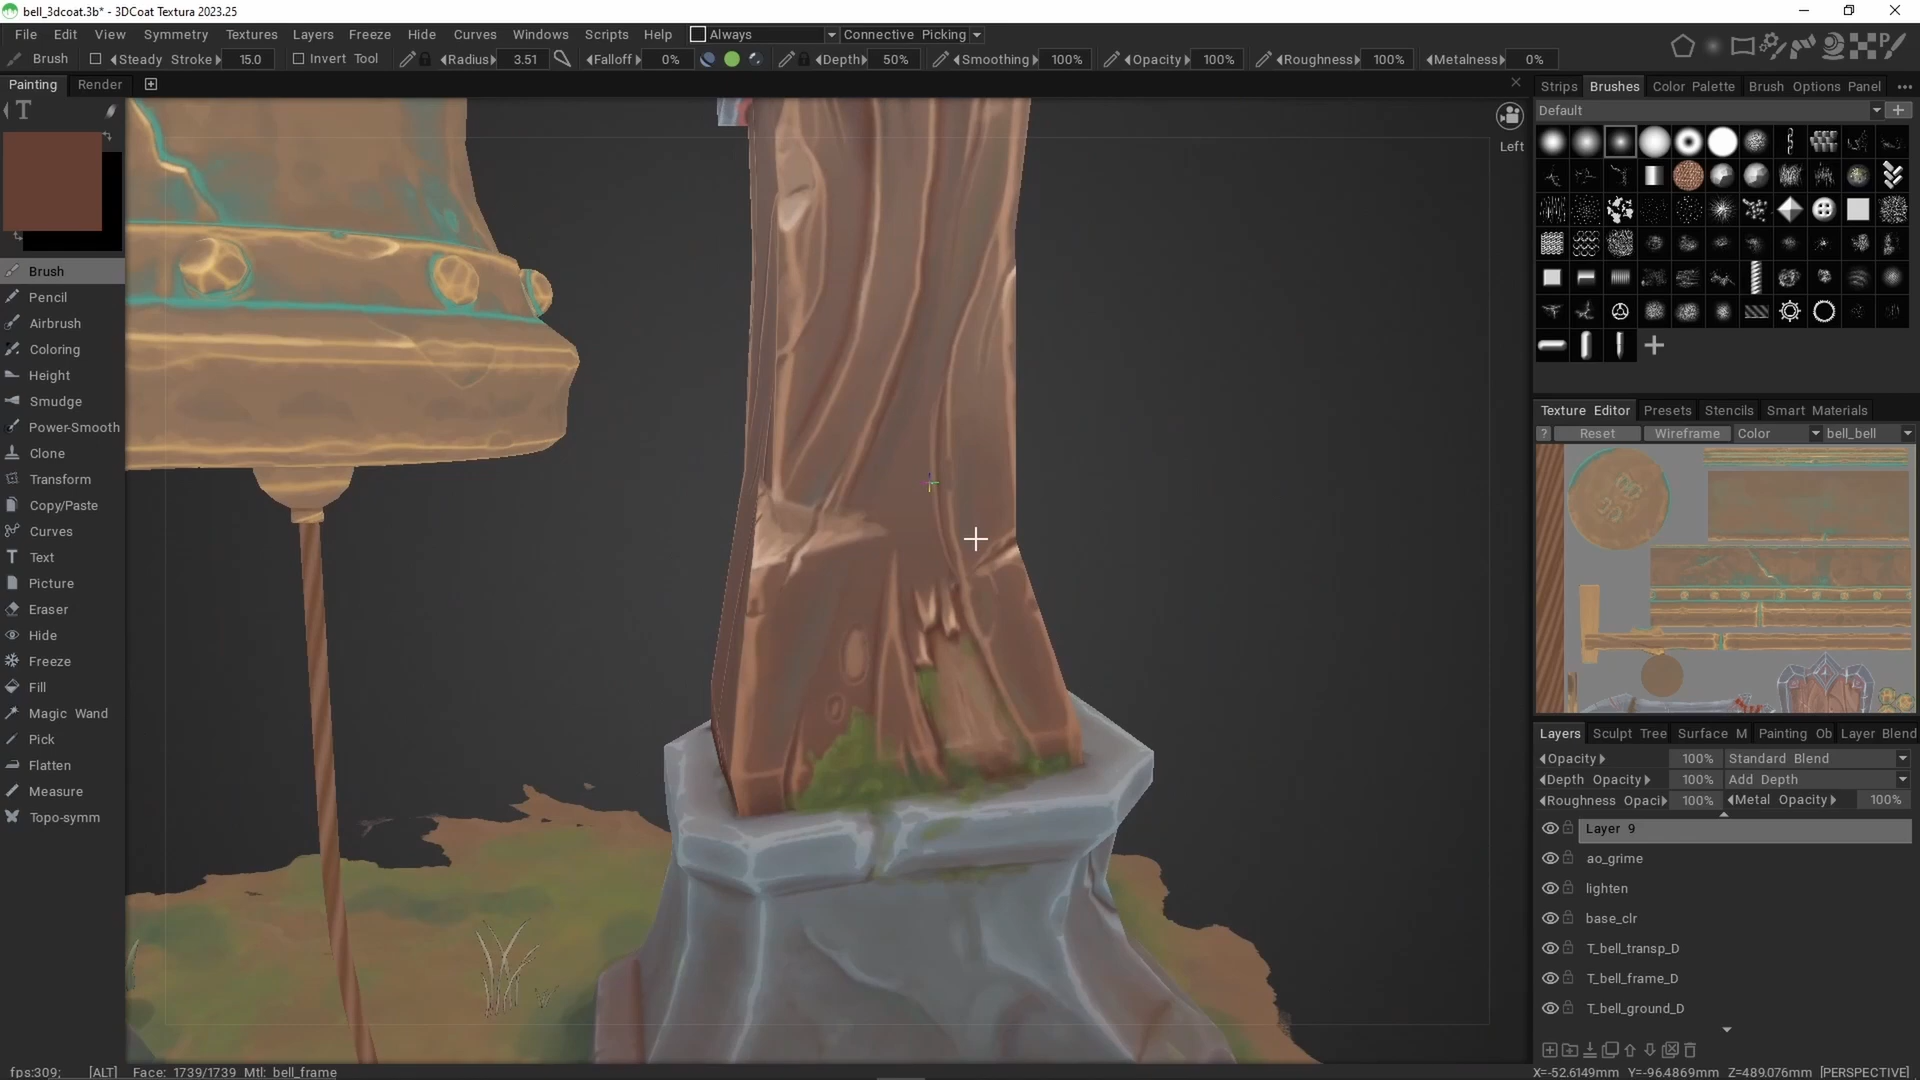 bell_3dcoat.3b* - 3DCoat Textura 2023.25
File Edit View Symmetry Textures Layers Freeze Hide Curves Windows Scripts Help Always Connective Picking
Brush Steady Stroke 15.0 Invert Tool Radius 3.51 Falloff 0% Depth 50% Smoothing 100% Opacity 100% Roughness 100% Metalness 0%
Painting Render
Left
Brush
Pencil
Airbrush
Coloring
Height
Smudge
Power-Smooth
Clone
Transform
Copy/Paste
Curves
Text
Picture
Eraser
Hide
Freeze
Fill
Magic Wand
Pick
Flatten
Measure
Topo-symm
Strips Brushes Color Palette Brush Options Panel
Default
Texture Editor Presets Stencils Smart Materials
? Reset Wireframe Color bell_bell
Layers Sculpt Tree Surface M Painting Ob Layer Blend
Opacity 100% Standard Blend
Depth Opacity 100% Add Depth
Roughness Opaci 100% Metal Opacity 100%
Layer 9
ao_grime
lighten
base_clr
T_bell_transp_D
T_bell_frame_D
T_bell_ground_D
fps:309; [ALT] Face: 1739/1739 Mtl: bell_frame
X=-52.6149mm Y=-96.4869mm Z=489.076mm [PERSPECTIVE]